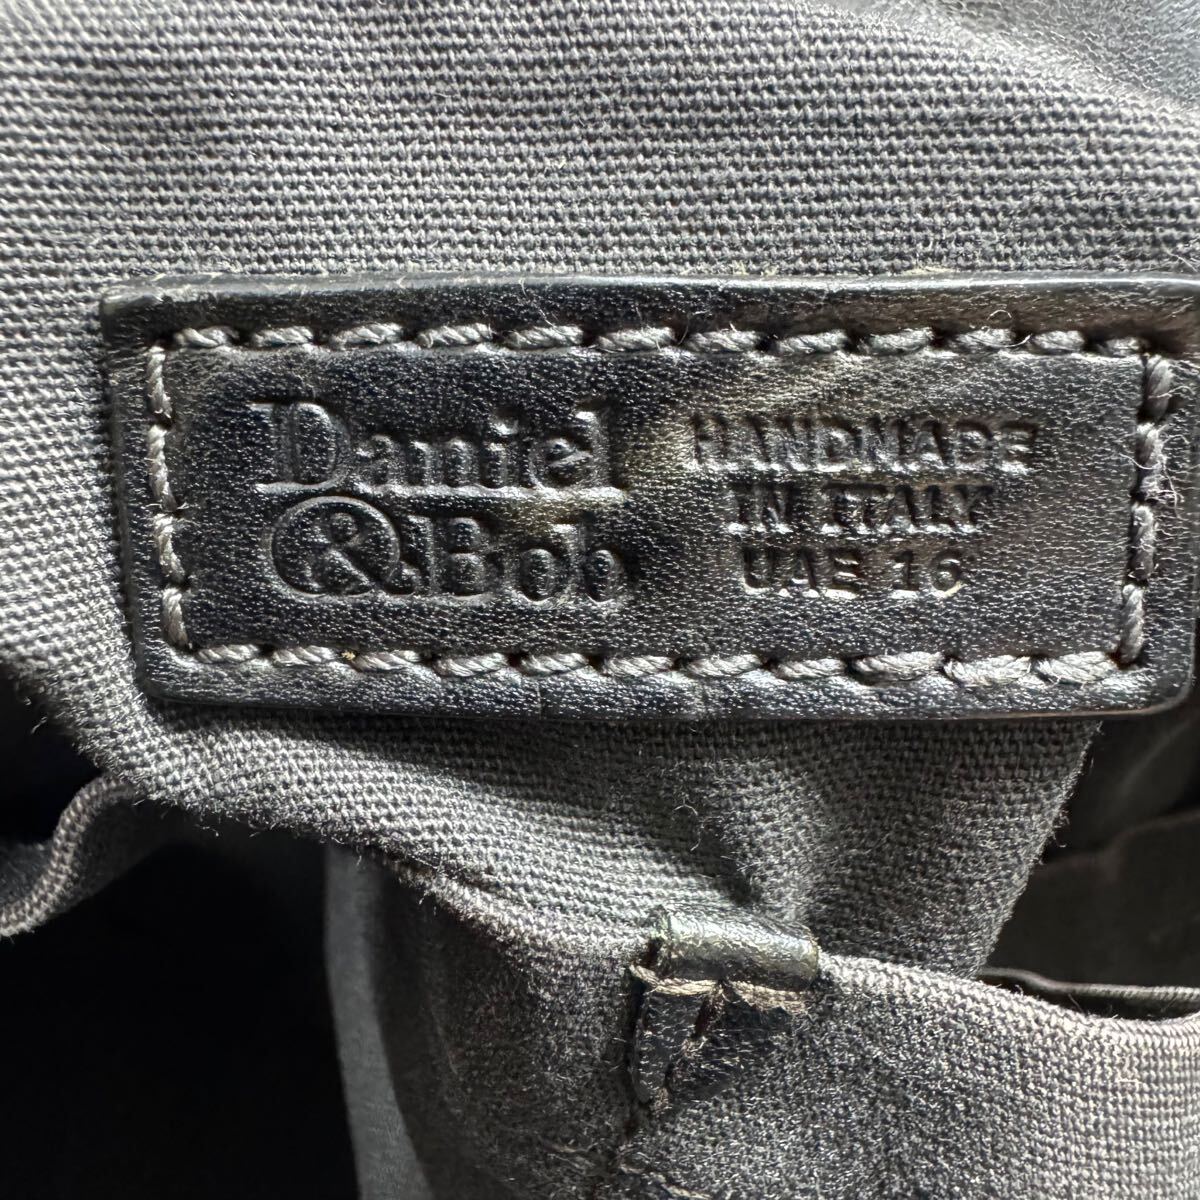 Daniel
&Bob
HANDMADE
IN ITALY
UAE 16